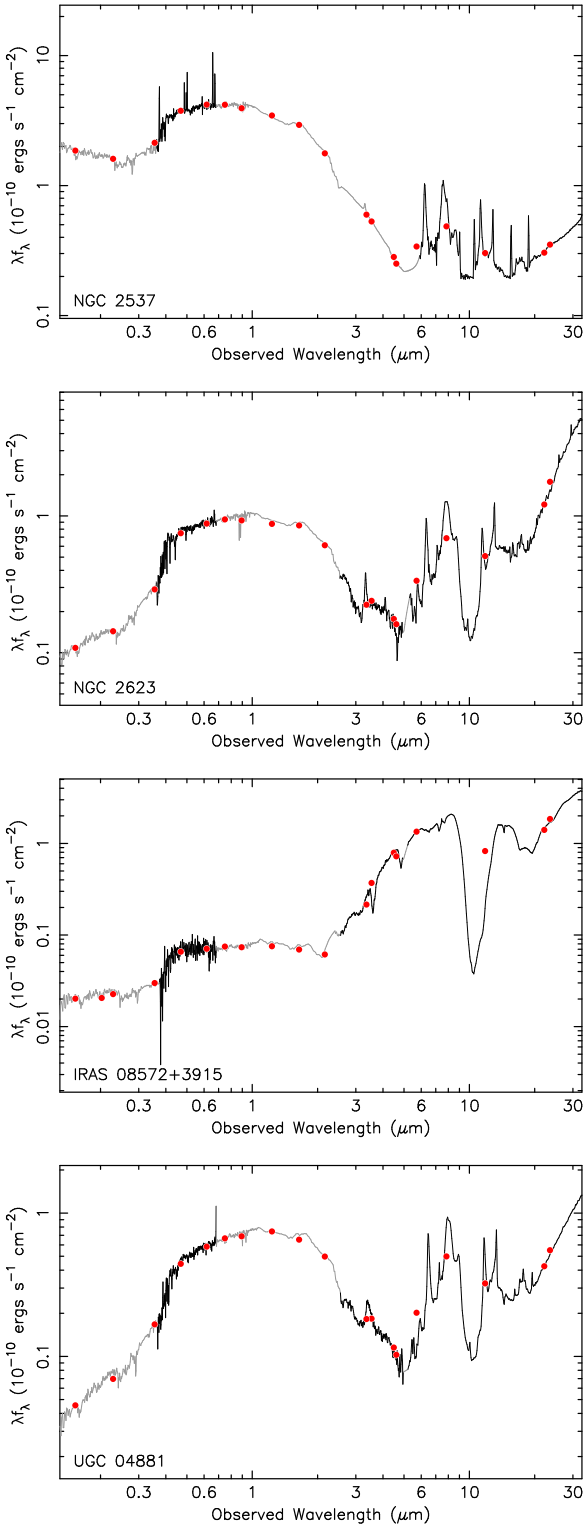 10
1
0.1
λf_λ (10⁻¹⁰ ergs s⁻¹ cm⁻²)
NGC 2537
0.3 0.6 1 3 6 10 30
Observed Wavelength (μm)
1
0.1
λf_λ (10⁻¹⁰ ergs s⁻¹ cm⁻²)
NGC 2623
0.3 0.6 1 3 6 10 30
Observed Wavelength (μm)
1
0.1
0.01
λf_λ (10⁻¹⁰ ergs s⁻¹ cm⁻²)
IRAS 08572+3915
0.3 0.6 1 3 6 10 30
Observed Wavelength (μm)
1
0.1
λf_λ (10⁻¹⁰ ergs s⁻¹ cm⁻²)
UGC 04881
0.3 0.6 1 3 6 10 30
Observed Wavelength (μm)